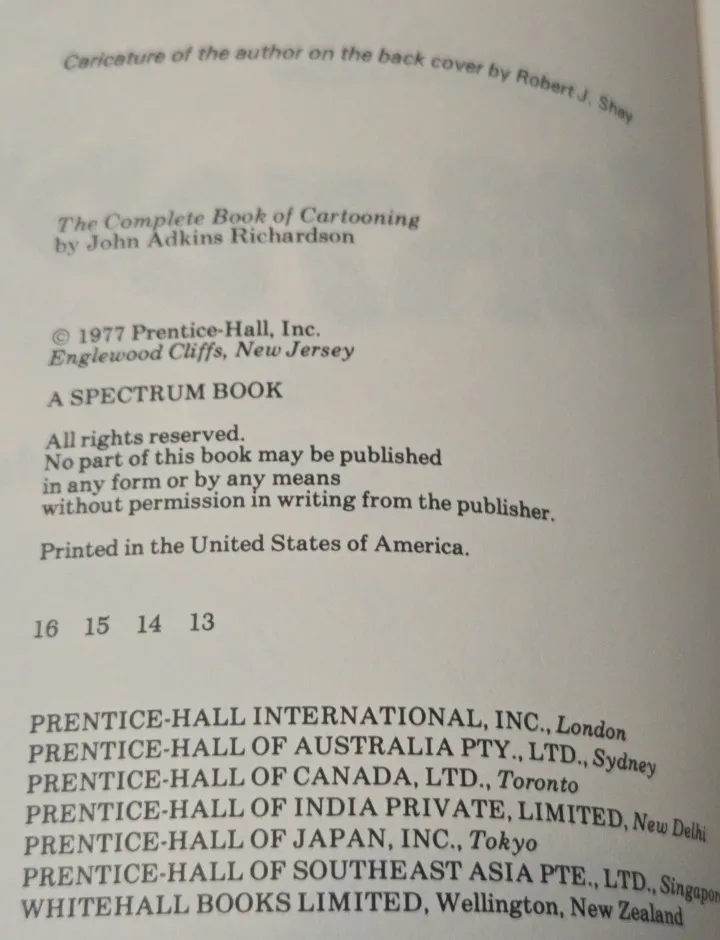 Caricature of the author on the back cover by Robert J. Shay
The Complete Book of Cartooning
by John Adkins Richardson
© 1977 Prentice-Hall, Inc.
Englewood Cliffs, New Jersey
A SPECTRUM BOOK
All rights reserved.
No part of this book may be published
in any form or by any means
without permission in writing from the publisher.
Printed in the United States of America.
16 15 14 13
PRENTICE-HALL INTERNATIONAL, INC., London
PRENTICE-HALL OF AUSTRALIA PTY., LTD., Sydney
PRENTICE-HALL OF CANADA, LTD., Toronto
PRENTICE-HALL OF INDIA PRIVATE, LIMITED, New Delhi
PRENTICE-HALL OF JAPAN, INC., Tokyo
PRENTICE-HALL OF SOUTHEAST ASIA PTE., LTD., Singapor
WHITEHALL BOOKS LIMITED, Wellington, New Zealand